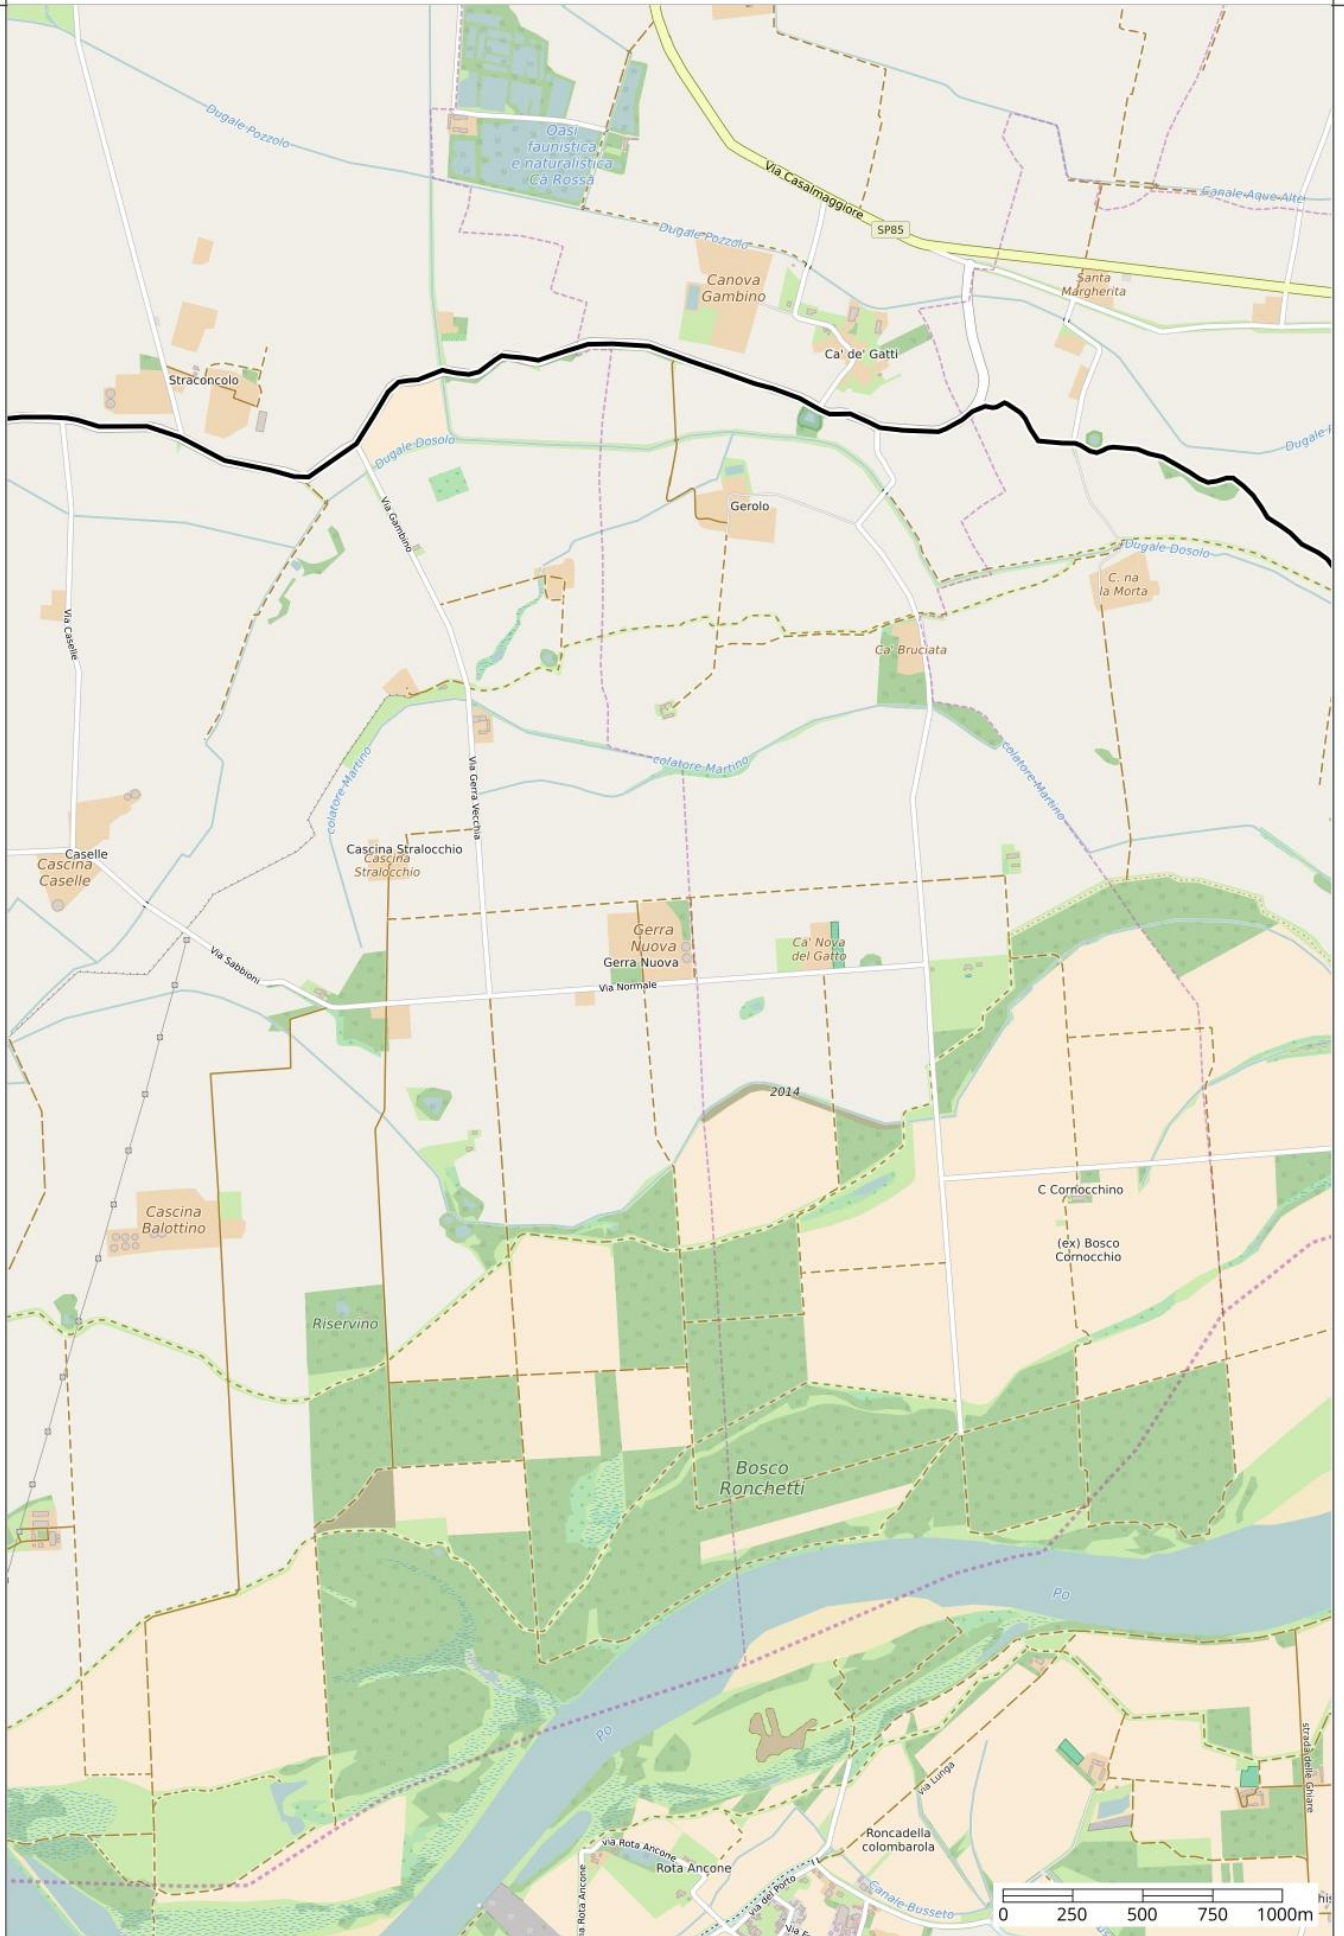 Dugale Pozzolo
Oasi
faunistica
e naturalistica
Cà Rossa
Via Casalmaggiore
Canale Aque Alte
Dugale Pozzolo
SP85
Canova
Gambino
Santa
Margherita
Ca' de' Gatti
Straconcolo
Dugale Dosolo
Gerolo
Via Gambino
Dugale Dosolo
C. na
la Morta
Via Caselle
Ca' Bruciata
colatore Martino
colatore Martino
colatore Martino
Via Gerra Vecchia
Caselle
Cascina
Caselle
Cascina Stralocchio
Cascina
Stralocchio
Gerra
Nuova
Gerra Nuova
Ca' Nova
del Gatto
Via Sabbioni
Via Normale
2014
C Cornocchino
Cascina
Balottino
(ex) Bosco
Cornocchio
Riservino
Bosco
Ronchetti
Po
Po
strada delle Ghiare
via Lunga
Roncadella
colombarola
via Rota Ancone
Rota Ancone
via del Porto
Canale Busseto
0 250 500 750 1000m